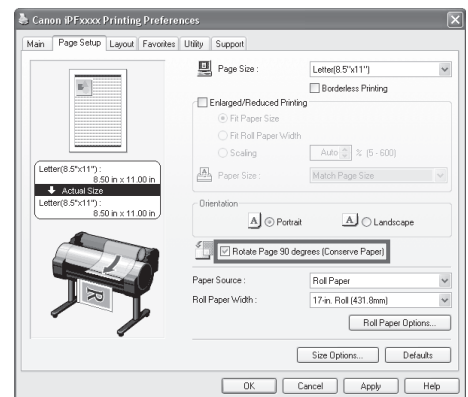 Canon iPFxxxx Printing Preferences
Main Page Setup Layout Favorites Utility Support
Page Size : Letter(8.5"x11")
Borderless Printing
Enlarged/Reduced Printing
Fit Paper Size
Fit Roll Paper Width
Scaling Auto % (5 - 600)
Paper Size : Match Page Size
Letter(8.5"x11") :
8.50 in x 11.00 in
Actual Size
Letter(8.5"x11") :
8.50 in x 11.00 in
Orientation
A Portrait A Landscape
Rotate Page 90 degrees (Conserve Paper)
Paper Source : Roll Paper
Roll Paper Width : 17-in. Roll (431.8mm)
Roll Paper Options...
Size Options... Defaults
OK Cancel Apply Help
R